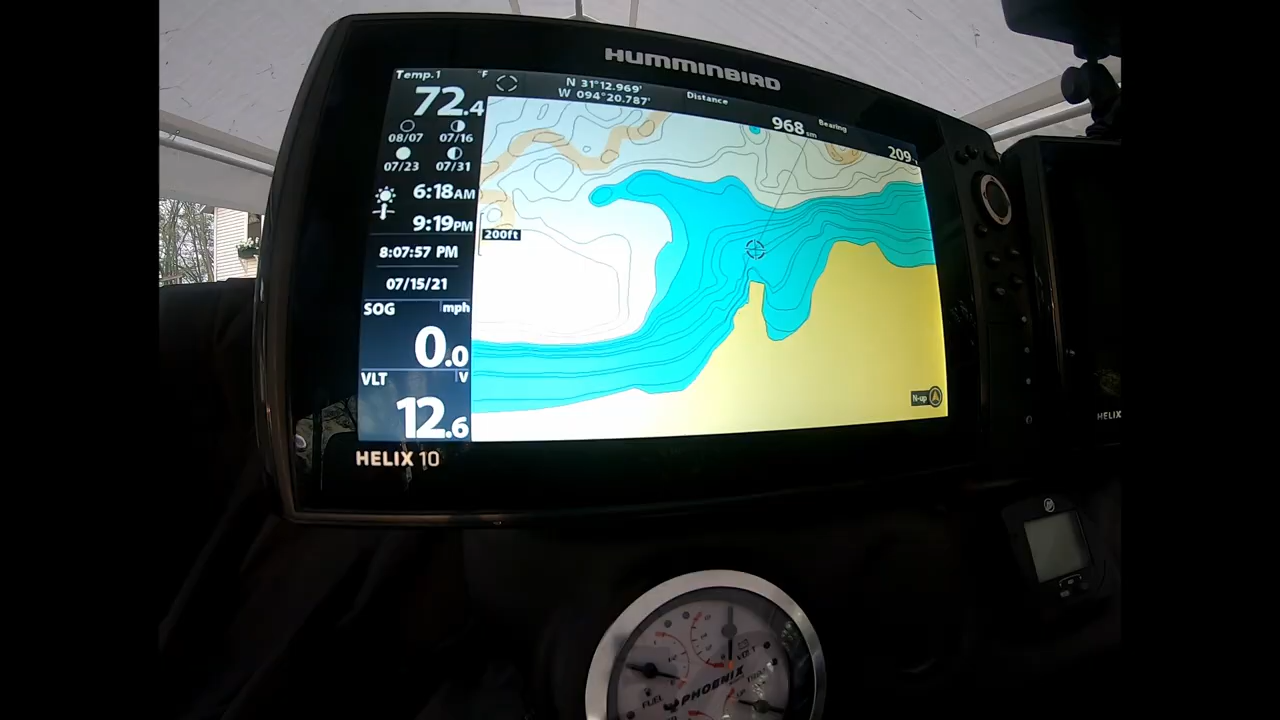 HUMMINBIRD
Temp.1 °F
72.4
N 31°12.969'
W 094°20.787'
Distance
968 sm
Bearing
209
08/07 07/16
07/23 07/31
6:18AM
9:19PM
200ft
8:07:57 PM
07/15/21
SOG mph
0.0
VLT V
12.6
N-up
HELIX 10
HELIX
VOLT
FUEL
PHOENIX